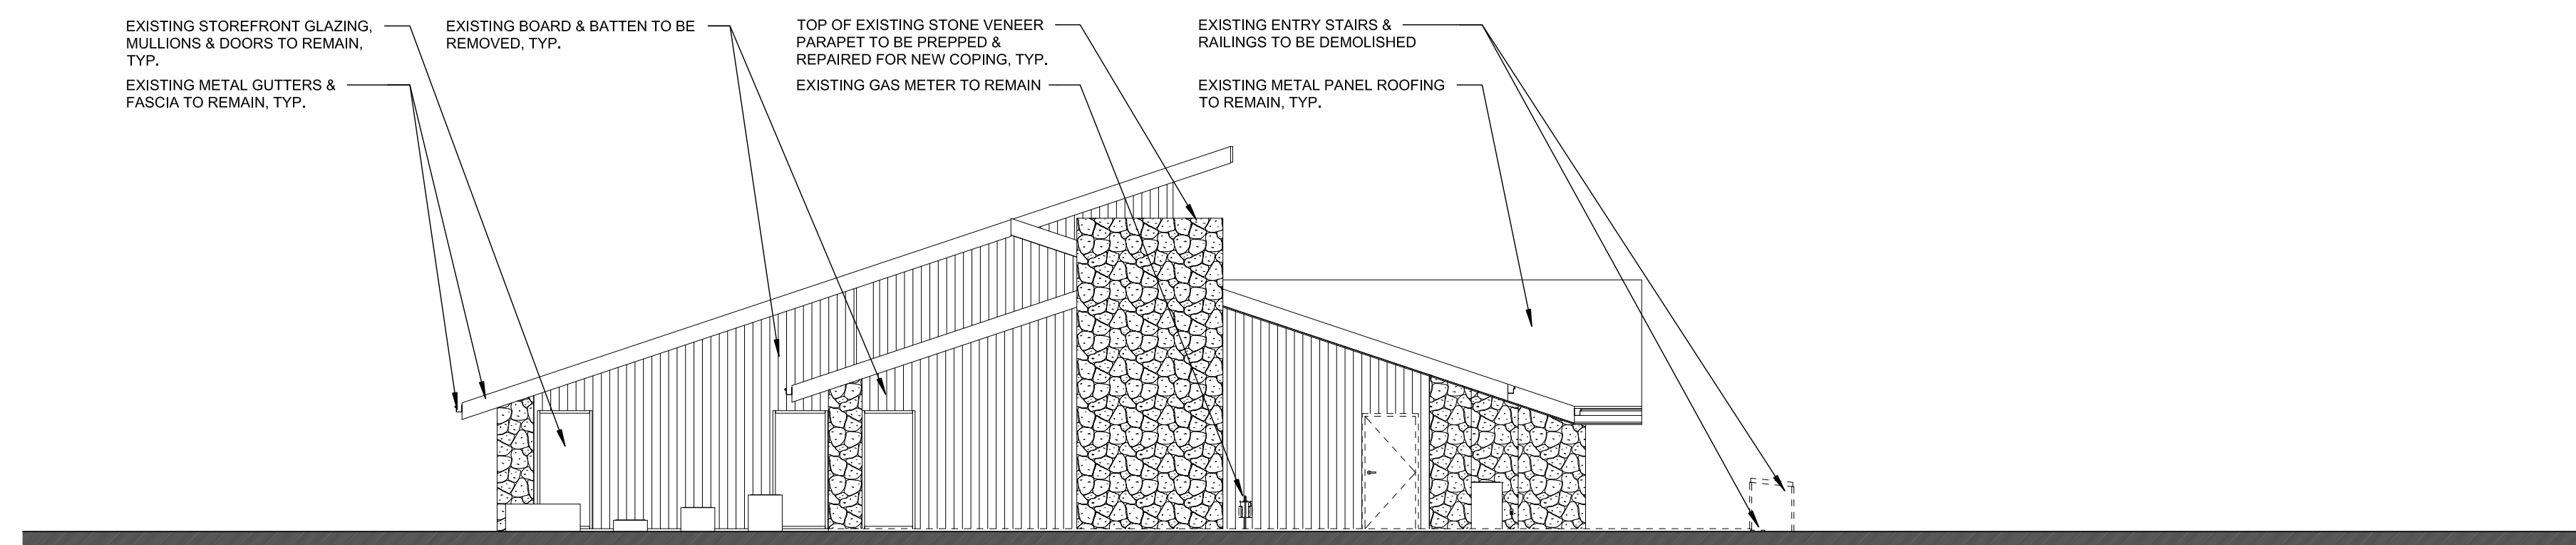 EXISTING STOREFRONT GLAZING,
MULLIONS & DOORS TO REMAIN,
TYP.
EXISTING METAL GUTTERS &
FASCIA TO REMAIN, TYP.
EXISTING BOARD & BATTEN TO BE
REMOVED, TYP.
TOP OF EXISTING STONE VENEER
PARAPET TO BE PREPPED &
REPAIRED FOR NEW COPING, TYP.
EXISTING GAS METER TO REMAIN
EXISTING ENTRY STAIRS &
RAILINGS TO BE DEMOLISHED
EXISTING METAL PANEL ROOFING
TO REMAIN, TYP.